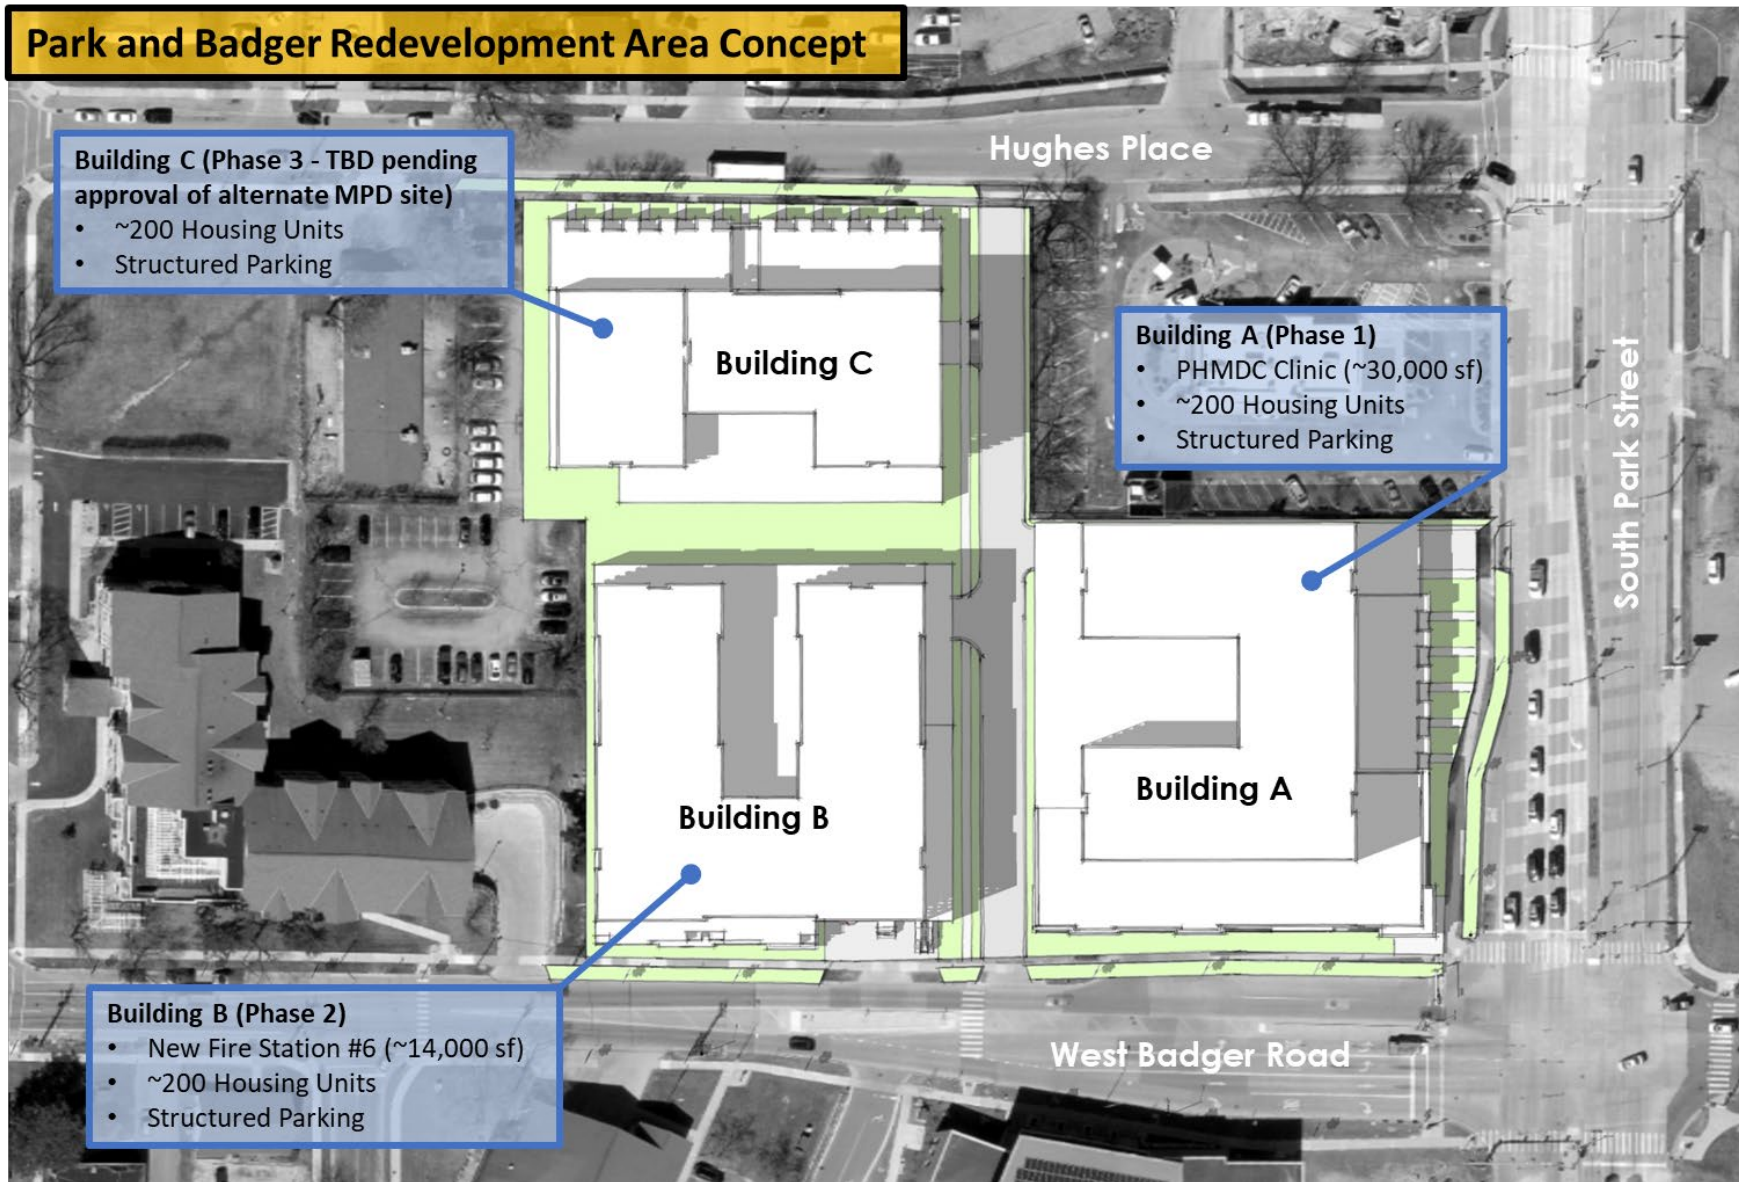 Park and Badger Redevelopment Area Concept
Hughes Place
Building C (Phase 3 - TBD pending
approval of alternate MPD site)
• ~200 Housing Units
• Structured Parking
Building A (Phase 1)
• PHMDC Clinic (~30,000 sf)
• ~200 Housing Units
• Structured Parking
Building C
South Park Street
Building A
Building B
Building B (Phase 2)
• New Fire Station #6 (~14,000 sf)
• ~200 Housing Units
• Structured Parking
West Badger Road